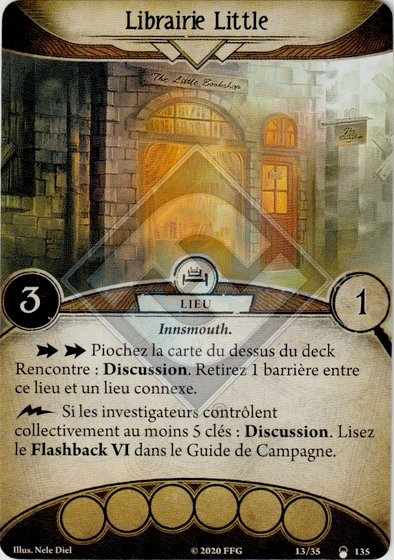 Librairie Little
The Little Bookshop
The
3
LIEU
1
Innsmouth.
Piochez la carte du dessus du deck
Rencontre : Discussion. Retirez 1 barrière entre
ce lieu et un lieu connexe.
Si les investigateurs contrôlent
collectivement au moins 5 clés : Discussion. Lisez
le Flashback VI dans le Guide de Campagne.
Illus. Nele Diel
© 2020 FFG
13/35
135